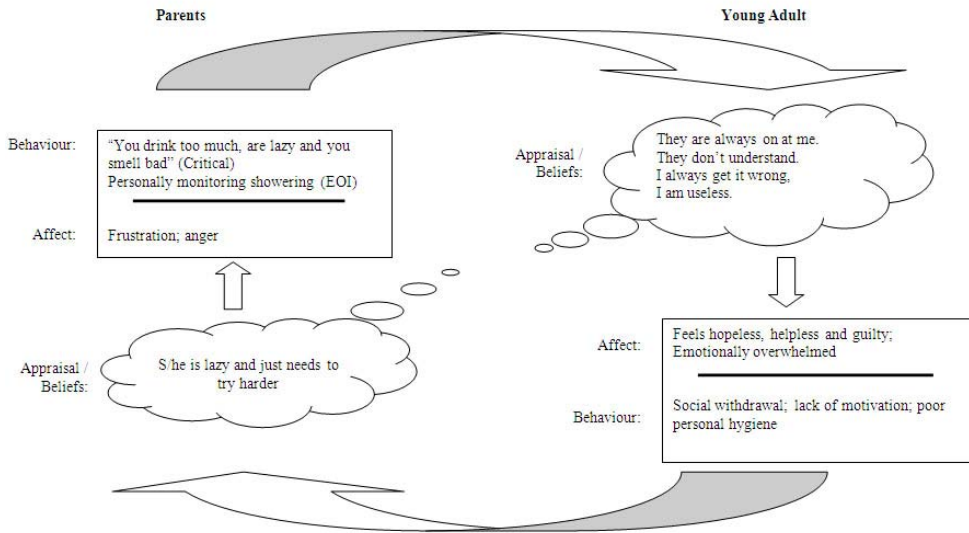 Parents
Young Adult
Behaviour:
“You drink too much, are lazy and you
smell bad” (Critical)
Personally monitoring showering (EOI)
Affect:
Frustration; anger
Appraisal /
Beliefs:
S/he is lazy and just needs to
try harder
Appraisal /
Beliefs:
They are always on at me.
They don’t understand.
I always get it wrong,
I am useless.
Affect:
Feels hopeless, helpless and guilty;
Emotionally overwhelmed
Behaviour:
Social withdrawal; lack of motivation; poor
personal hygiene